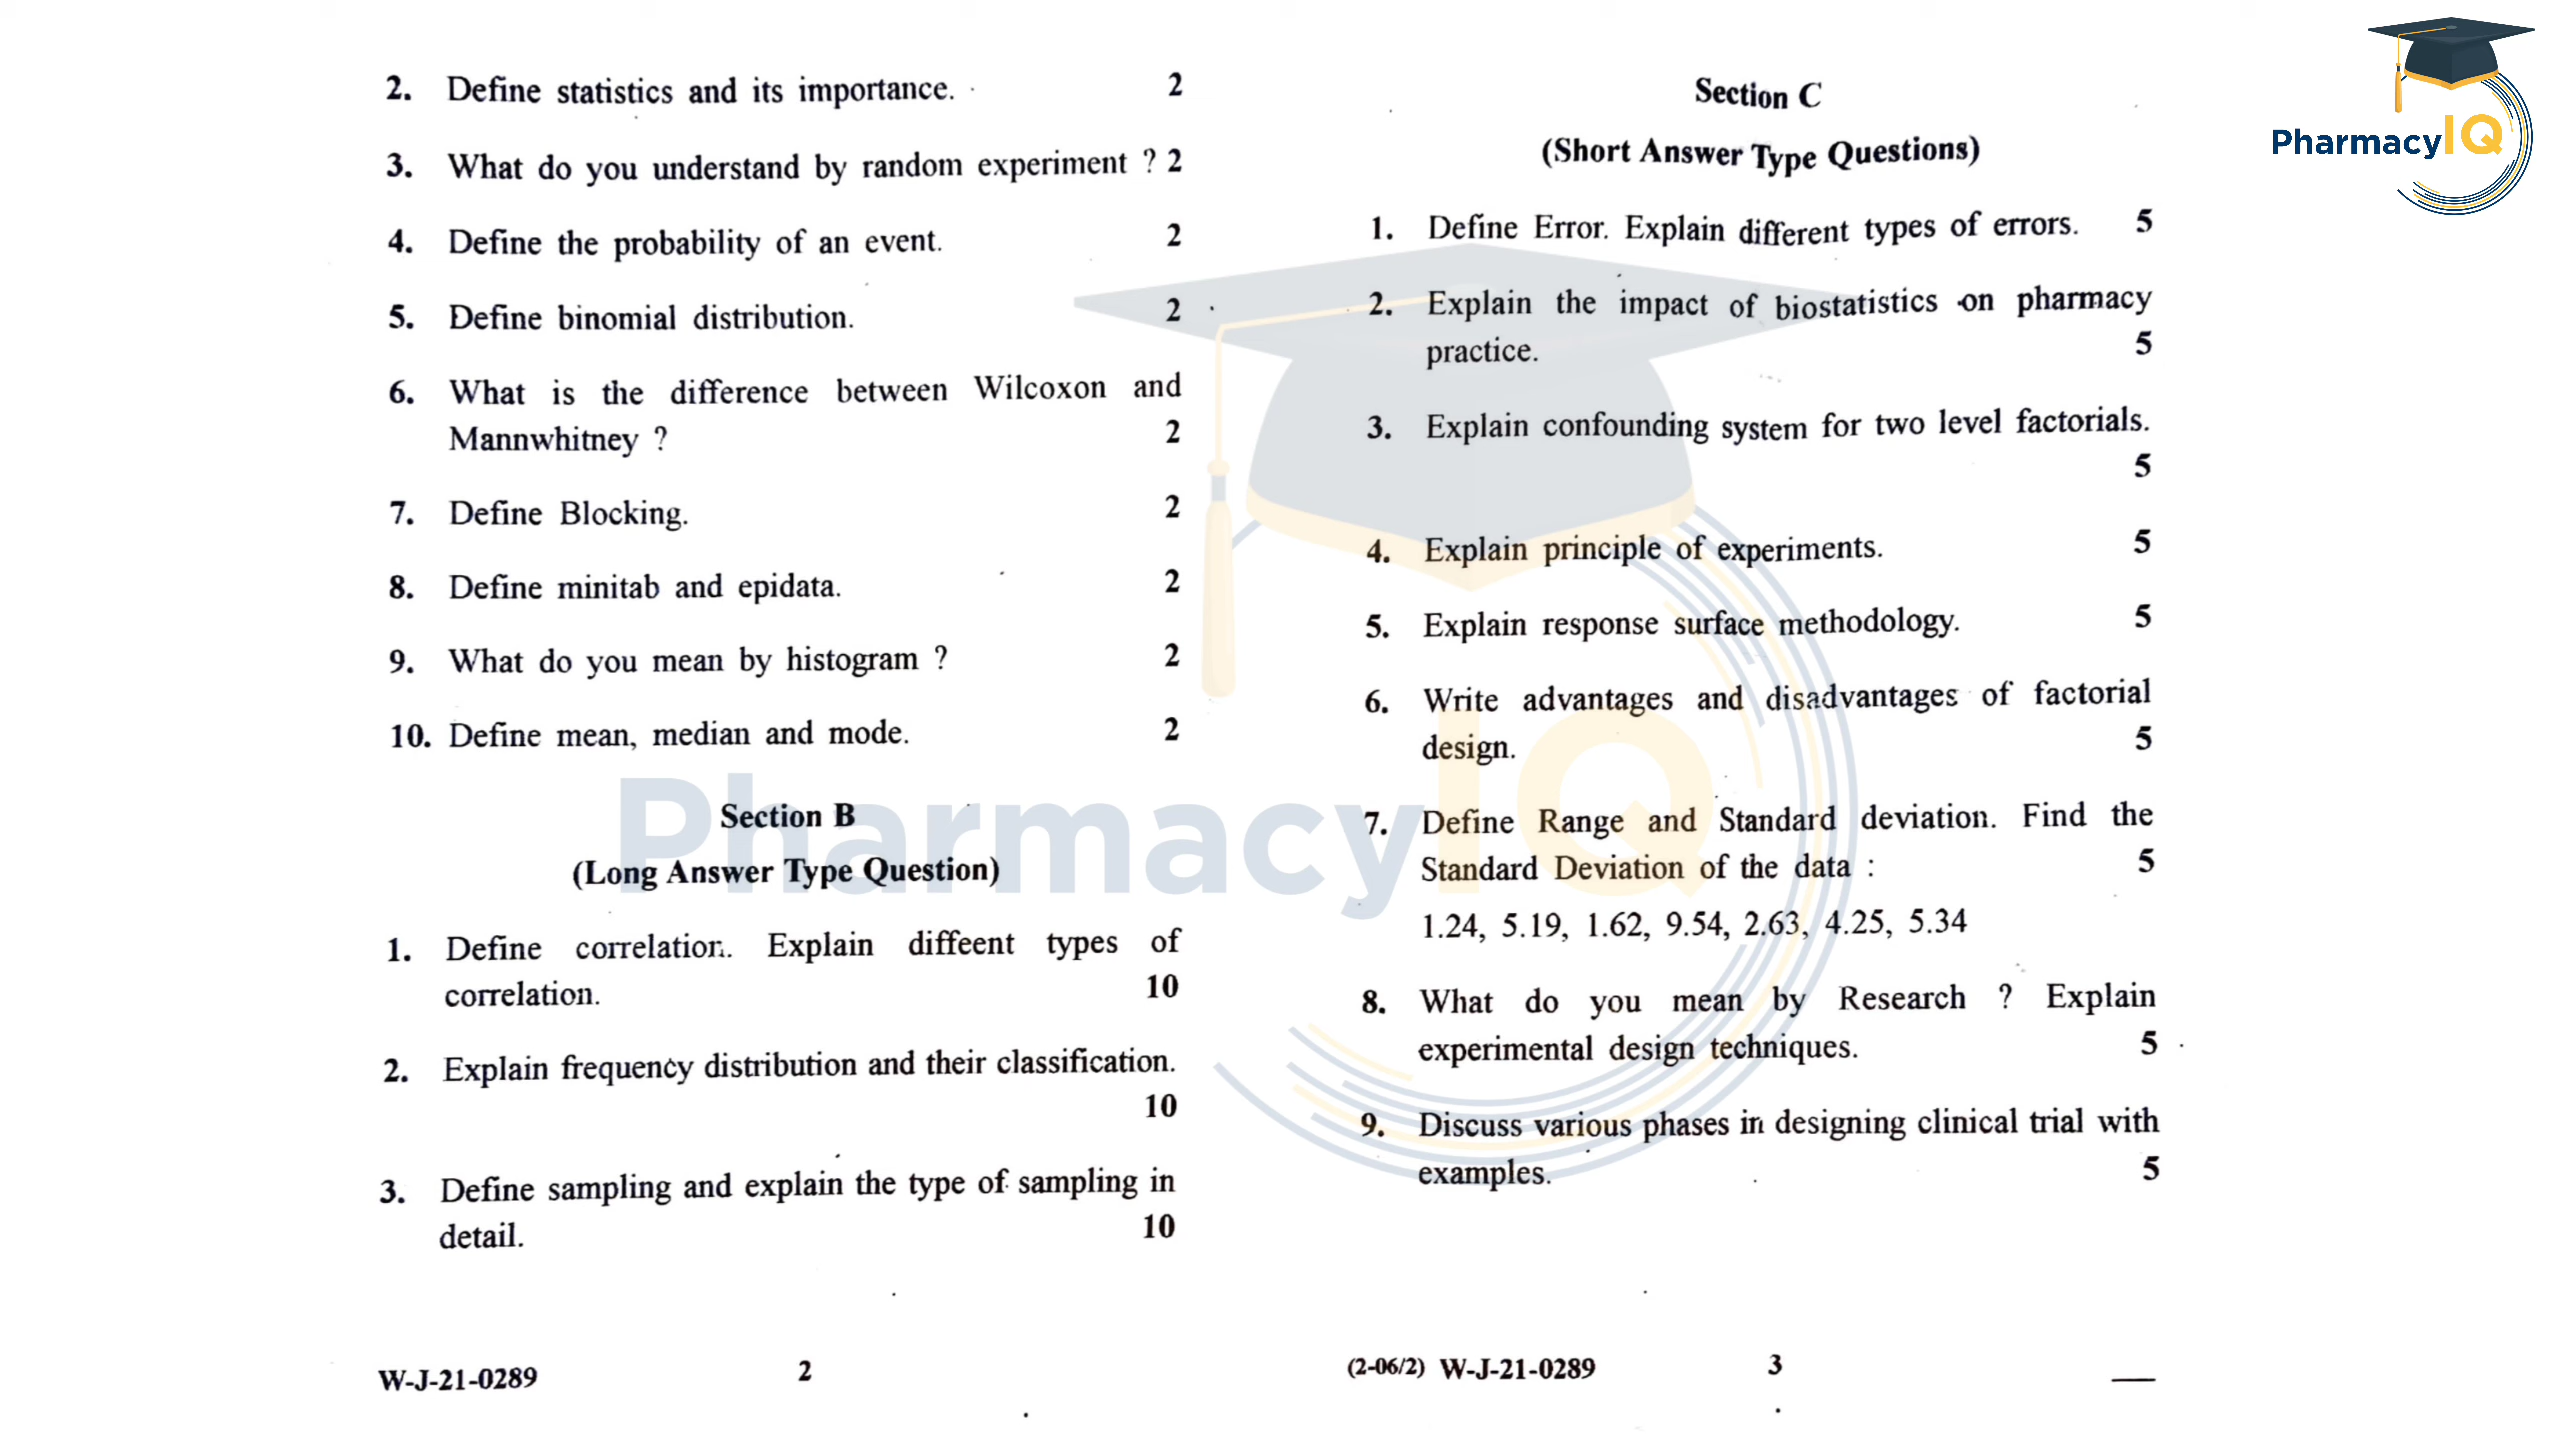 2. Define statistics and its importance. 2
3. What do you understand by random experiment ? 2
4. Define the probability of an event. 2
5. Define binomial distribution. 2
6. What is the difference between Wilcoxon and
Mannwhitney ? 2
7. Define Blocking. 2
8. Define minitab and epidata. 2
9. What do you mean by histogram ? 2
10. Define mean, median and mode. 2
Section B
(Long Answer Type Question)
1. Define correlation. Explain diffeent types of
correlation. 10
2. Explain frequency distribution and their classification.
10
3. Define sampling and explain the type of sampling in
detail. 10
W-J-21-0289 2
Section C
(Short Answer Type Questions)
1. Define Error. Explain different types of errors. 5
2. Explain the impact of biostatistics on pharmacy
practice. 5
3. Explain confounding system for two level factorials.
5
4. Explain principle of experiments. 5
5. Explain response surface methodology. 5
6. Write advantages and disadvantages of factorial
design. 5
7. Define Range and Standard deviation. Find the
Standard Deviation of the data : 5
1.24, 5.19, 1.62, 9.54, 2.63, 4.25, 5.34
8. What do you mean by Research ? Explain
experimental design techniques. 5
9. Discuss various phases in designing clinical trial with
examples. 5
(2-06/2) W-J-21-0289 3
PharmacyIQ
PharmacyIQ